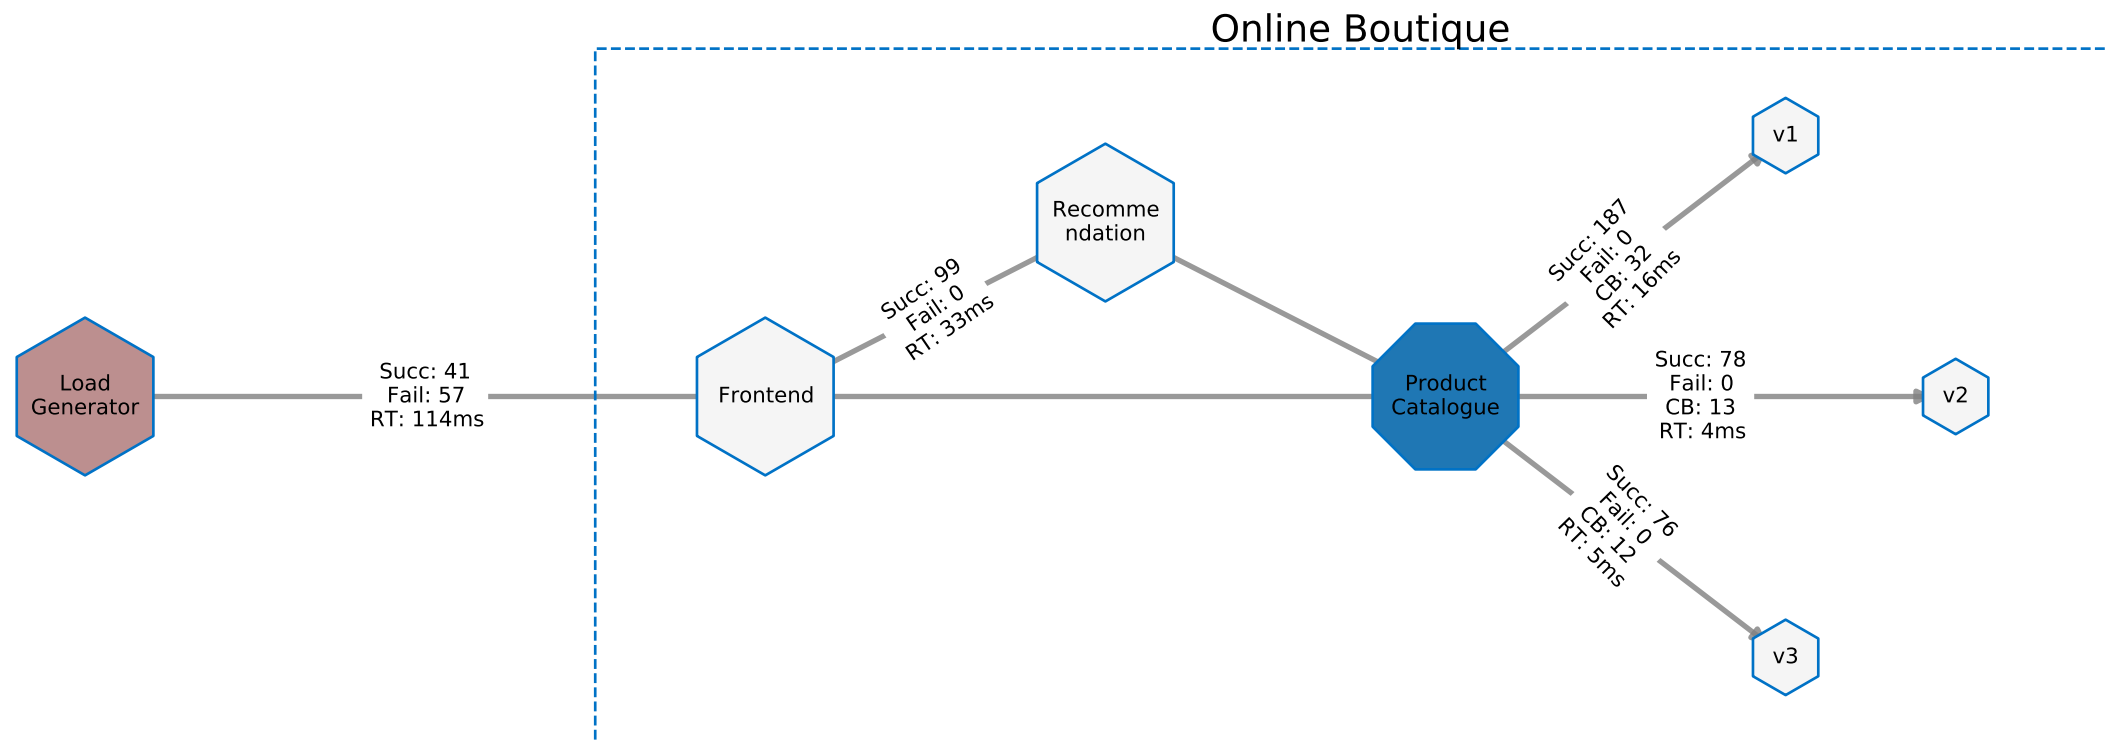 Online Boutique
Load
Generator
Succ: 41
Fail: 57
RT: 114ms
Frontend
Succ: 99
Fail: 0
RT: 33ms
Recomme
ndation
Product
Catalogue
Succ: 187
Fail: 0
CB: 32
RT: 16ms
v1
Succ: 78
Fail: 0
CB: 13
RT: 4ms
v2
Succ: 76
Fail: 0
CB: 12
RT: 5ms
v3